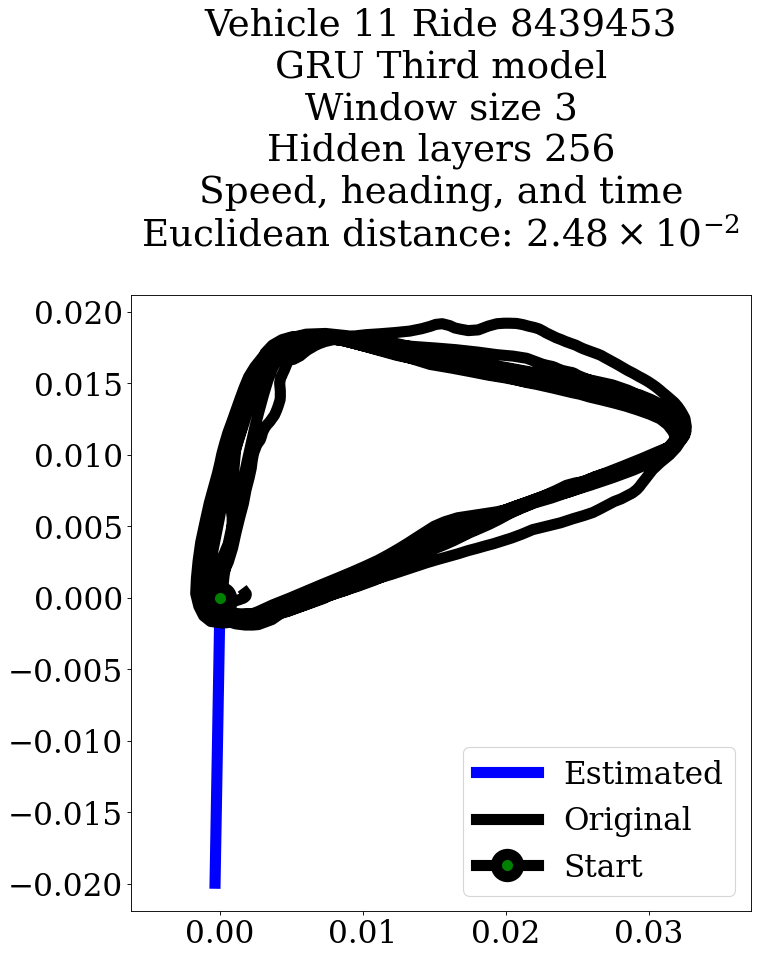 Vehicle 11 Ride 8439453
GRU Third model
Window size 3
Hidden layers 256
Speed, heading, and time
Euclidean distance: 2.48 × 10⁻²
0.020
0.015
0.010
0.005
0.000
−0.005
−0.010
−0.015
−0.020
Estimated
Original
Start
0.00 0.01 0.02 0.03